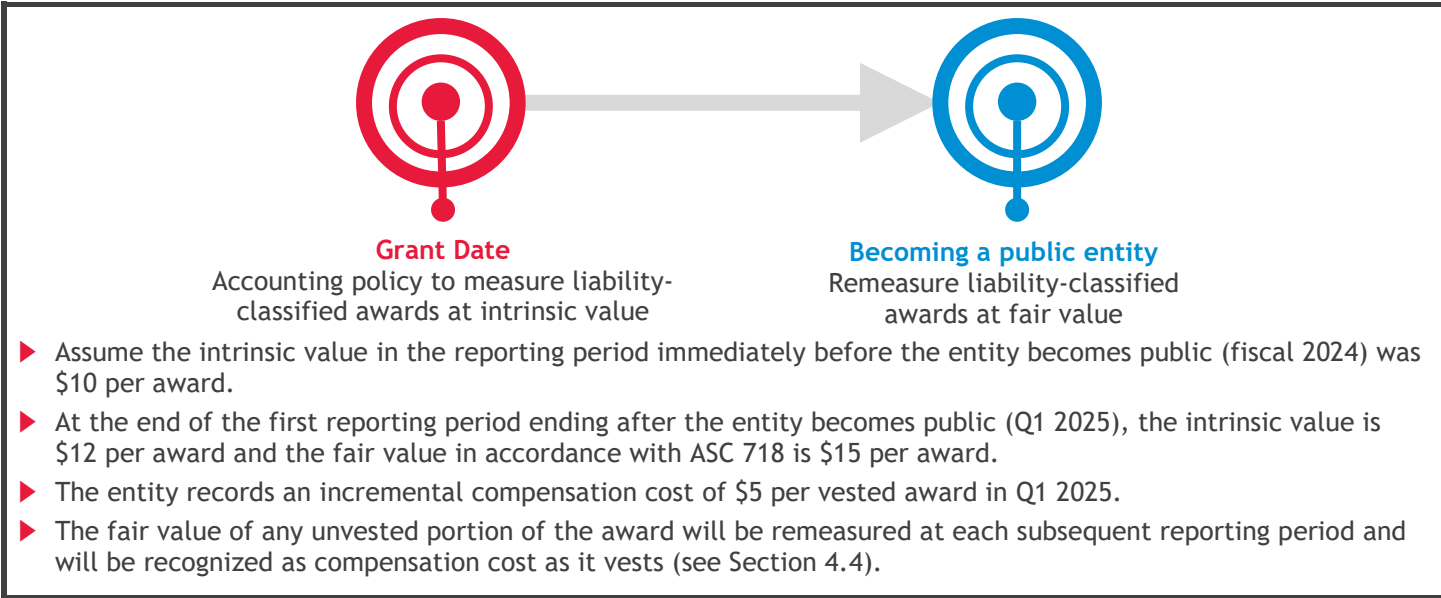 Grant Date
Accounting policy to measure liability-
classified awards at intrinsic value
Becoming a public entity
Remeasure liability-classified
awards at fair value
Assume the intrinsic value in the reporting period immediately before the entity becomes public (fiscal 2024) was
$10 per award.
At the end of the first reporting period ending after the entity becomes public (Q1 2025), the intrinsic value is
$12 per award and the fair value in accordance with ASC 718 is $15 per award.
The entity records an incremental compensation cost of $5 per vested award in Q1 2025.
The fair value of any unvested portion of the award will be remeasured at each subsequent reporting period and
will be recognized as compensation cost as it vests (see Section 4.4).